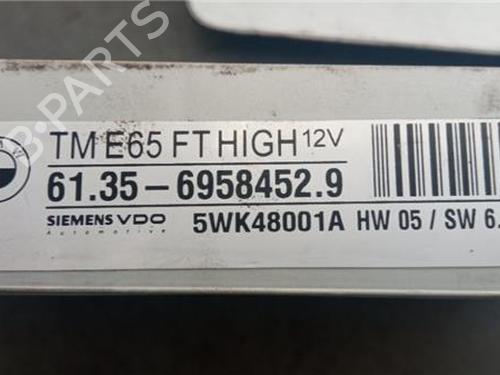 TM E65 FT HIGH 12V
61.35 - 6958452.9
SIEMENS VDO 5WK48001A HW 05 / SW 6.
Automotive
B-PARTS